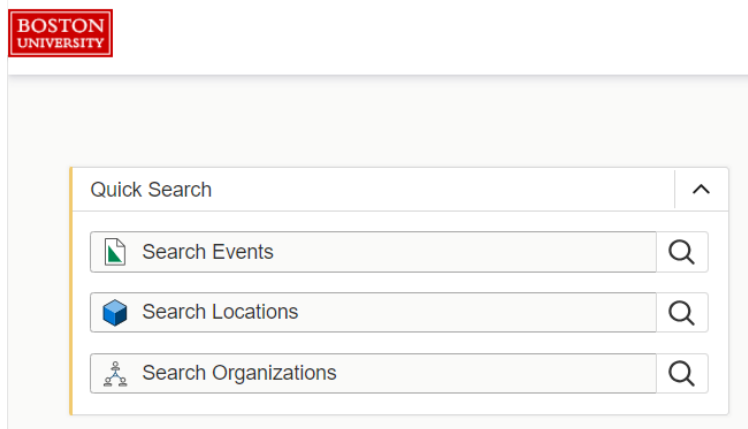 BOSTON
UNIVERSITY
Quick Search
Search Events
Search Locations
Search Organizations